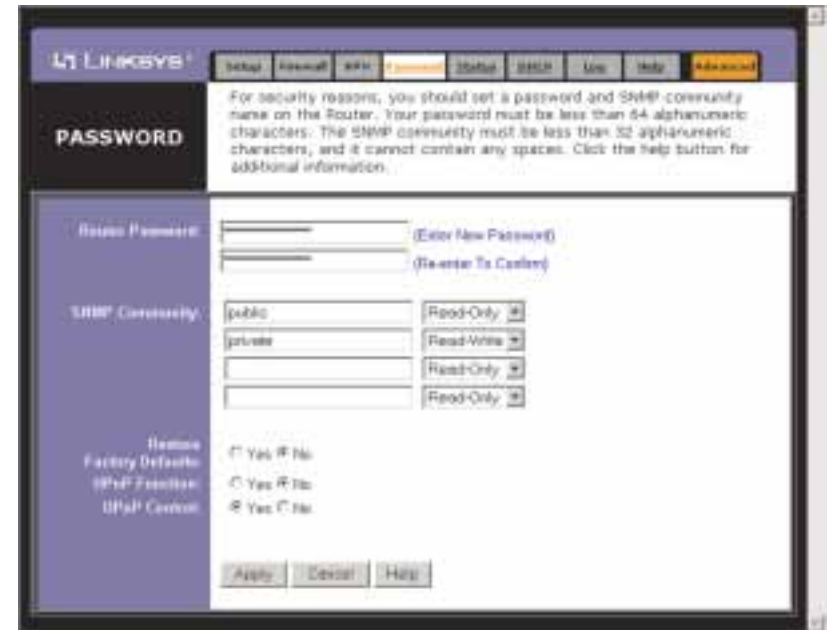 LINKSYS®
Setup Firewall VPN Password Status DHCP Log Help Advanced
PASSWORD
For security reasons, you should set a password and SNMP community
name on the Router. Your password must be less than 64 alphanumeric
characters. The SNMP community must be less than 32 alphanumeric
characters, and it cannot contain any spaces. Click the help button for
additional information.
Router Password:
(Enter New Password)
(Re-enter To Confirm)
SNMP Community:
public Read-Only
private Read-Write
Read-Only
Read-Only
Restore
Factory Defaults:
Yes No
UPnP Function: Yes No
UPnP Control: Yes No
Apply Cancel Help